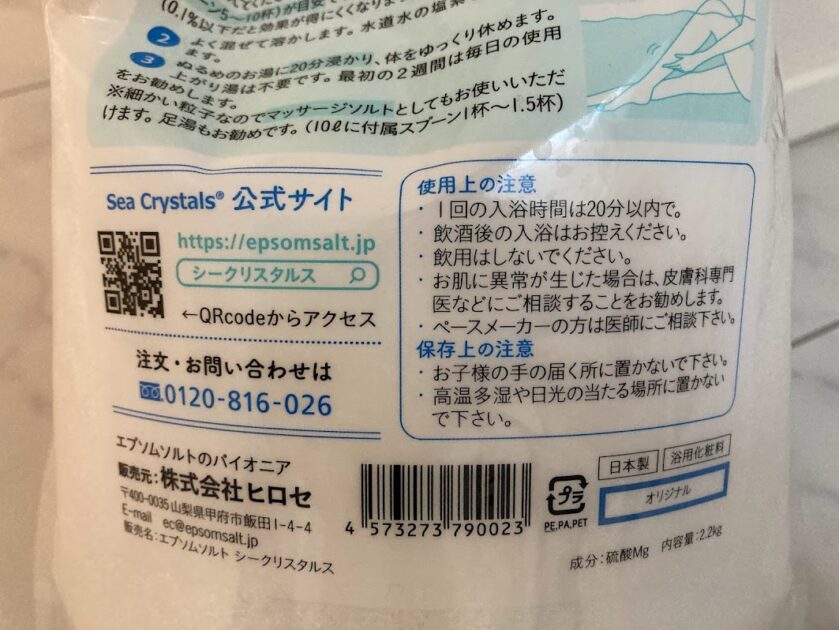 スプーン5〜10杯)が目安で
(0.1%以下だと効果が得にくくなります
水道水の塩素
2 よく混ぜて溶かします。
ます。
3 ぬるめのお湯に20分浸かり、体をゆっくり休めます。
上がり湯は不要です。最初の2週間は毎日の使用
をお勧めします。
※細かい粒子なのでマッサージソルトとしてもお使いいただ
けます。足湯もお勧めです。(10ℓに付属スプーン1杯〜1.5杯)
Sea Crystals® 公式サイト
https://epsomsalt.jp
シークリスタルス
←QRcodeからアクセス
注文・お問い合わせは
0120-816-026
エプソムソルトのパイオニア
販売元:株式会社ヒロセ
〒400-0035山梨県甲府市飯田1-4-4
E-mail ec@epsomsalt.jp
販売名:エプソムソルト シークリスタルス
使用上の注意
・1回の入浴時間は20分以内で。
・飲酒後の入浴はお控えください。
・飲用はしないでください。
・お肌に異常が生じた場合は、皮膚科専門
医などにご相談することをお勧めします。
・ペースメーカーの方は医師にご相談下さい。
保存上の注意
・お子様の手の届く所に置かないで下さい。
・高温多湿や日光の当たる場所に置かない
で下さい。
4 573273 790023
プラ
PE,PA,PET
日本製
浴用化粧料
オリジナル
成分:硫酸Mg 内容量:2.2kg